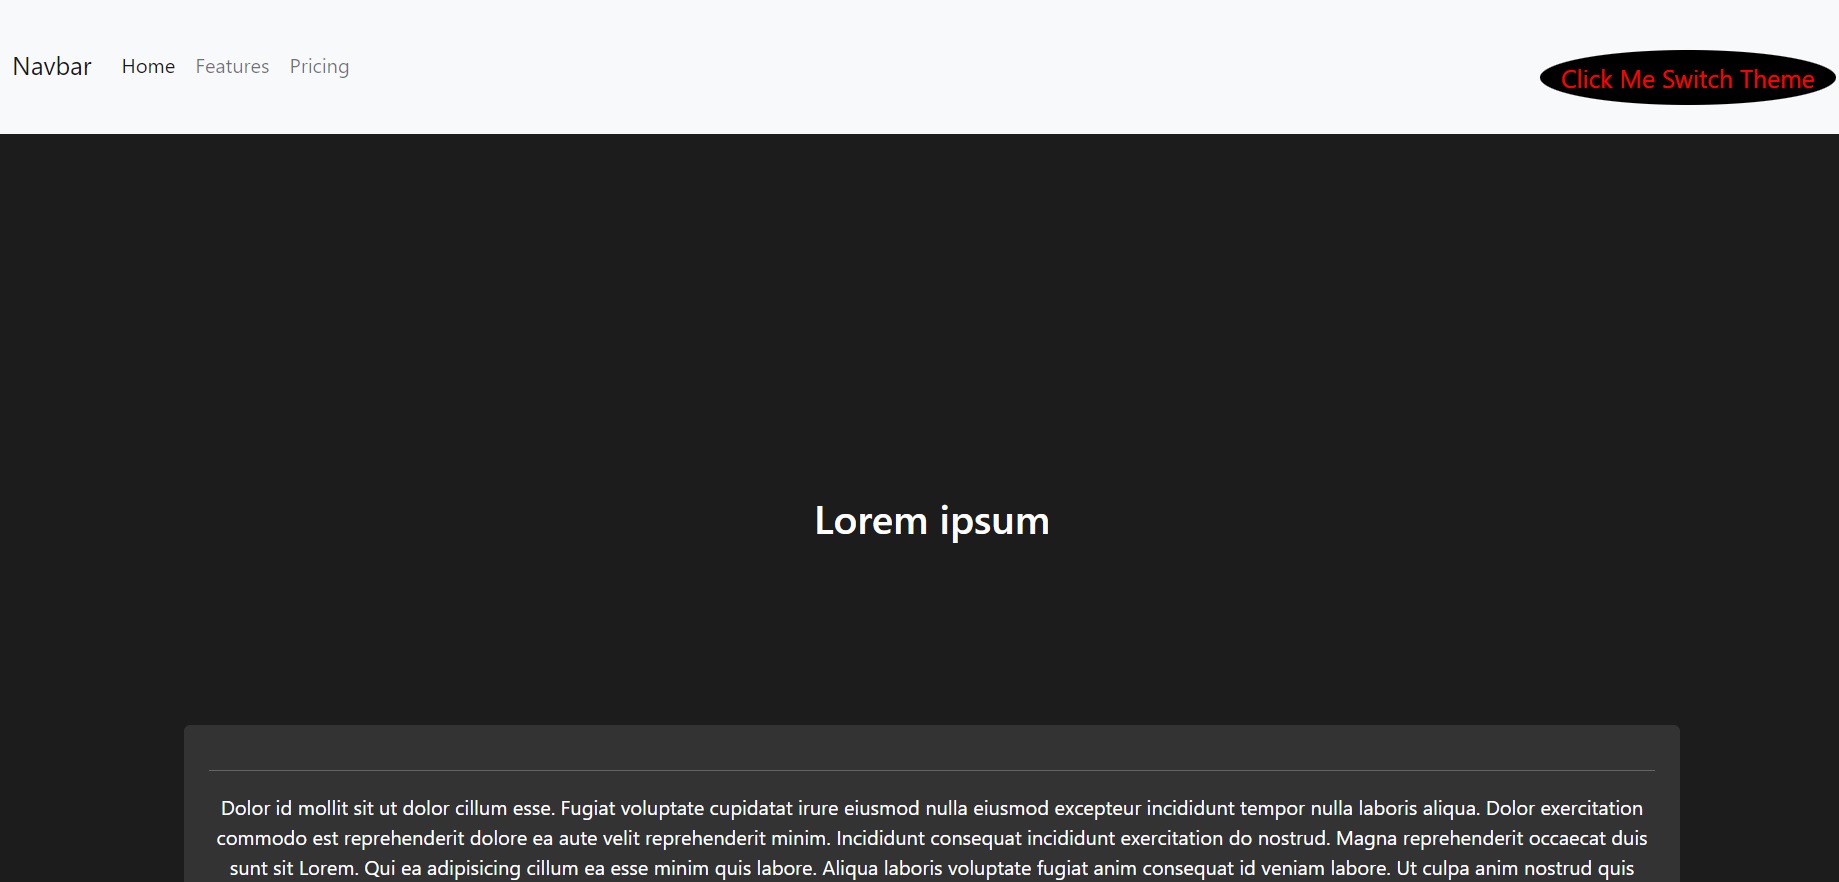 Navbar Home Features Pricing Click Me Switch Theme
Lorem ipsum
Dolor id mollit sit ut dolor cillum esse. Fugiat voluptate cupidatat irure eiusmod nulla eiusmod excepteur incididunt tempor nulla laboris aliqua. Dolor exercitation
commodo est reprehenderit dolore ea aute velit reprehenderit minim. Incididunt consequat incididunt exercitation do nostrud. Magna reprehenderit occaecat duis
sunt sit Lorem. Qui ea adipisicing cillum ea esse minim quis labore. Aliqua laboris voluptate fugiat anim consequat id veniam labore. Ut culpa anim nostrud quis